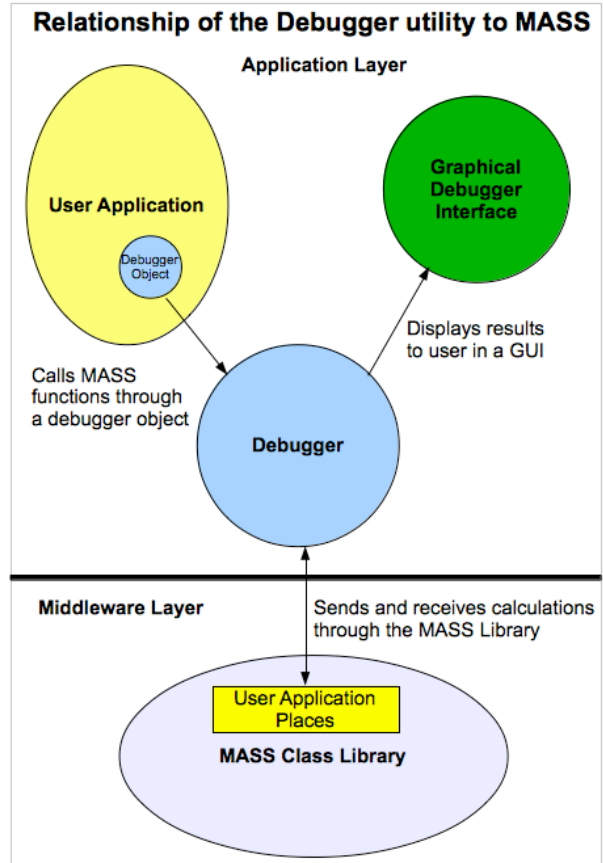 Relationship of the Debugger utility to MASS
Application Layer
User Application
Debugger
Object
Graphical
Debugger
Interface
Calls MASS
functions through
a debugger object
Displays results
to user in a GUI
Debugger
Middleware Layer
Sends and receives calculations
through the MASS Library
User Application
Places
MASS Class Library